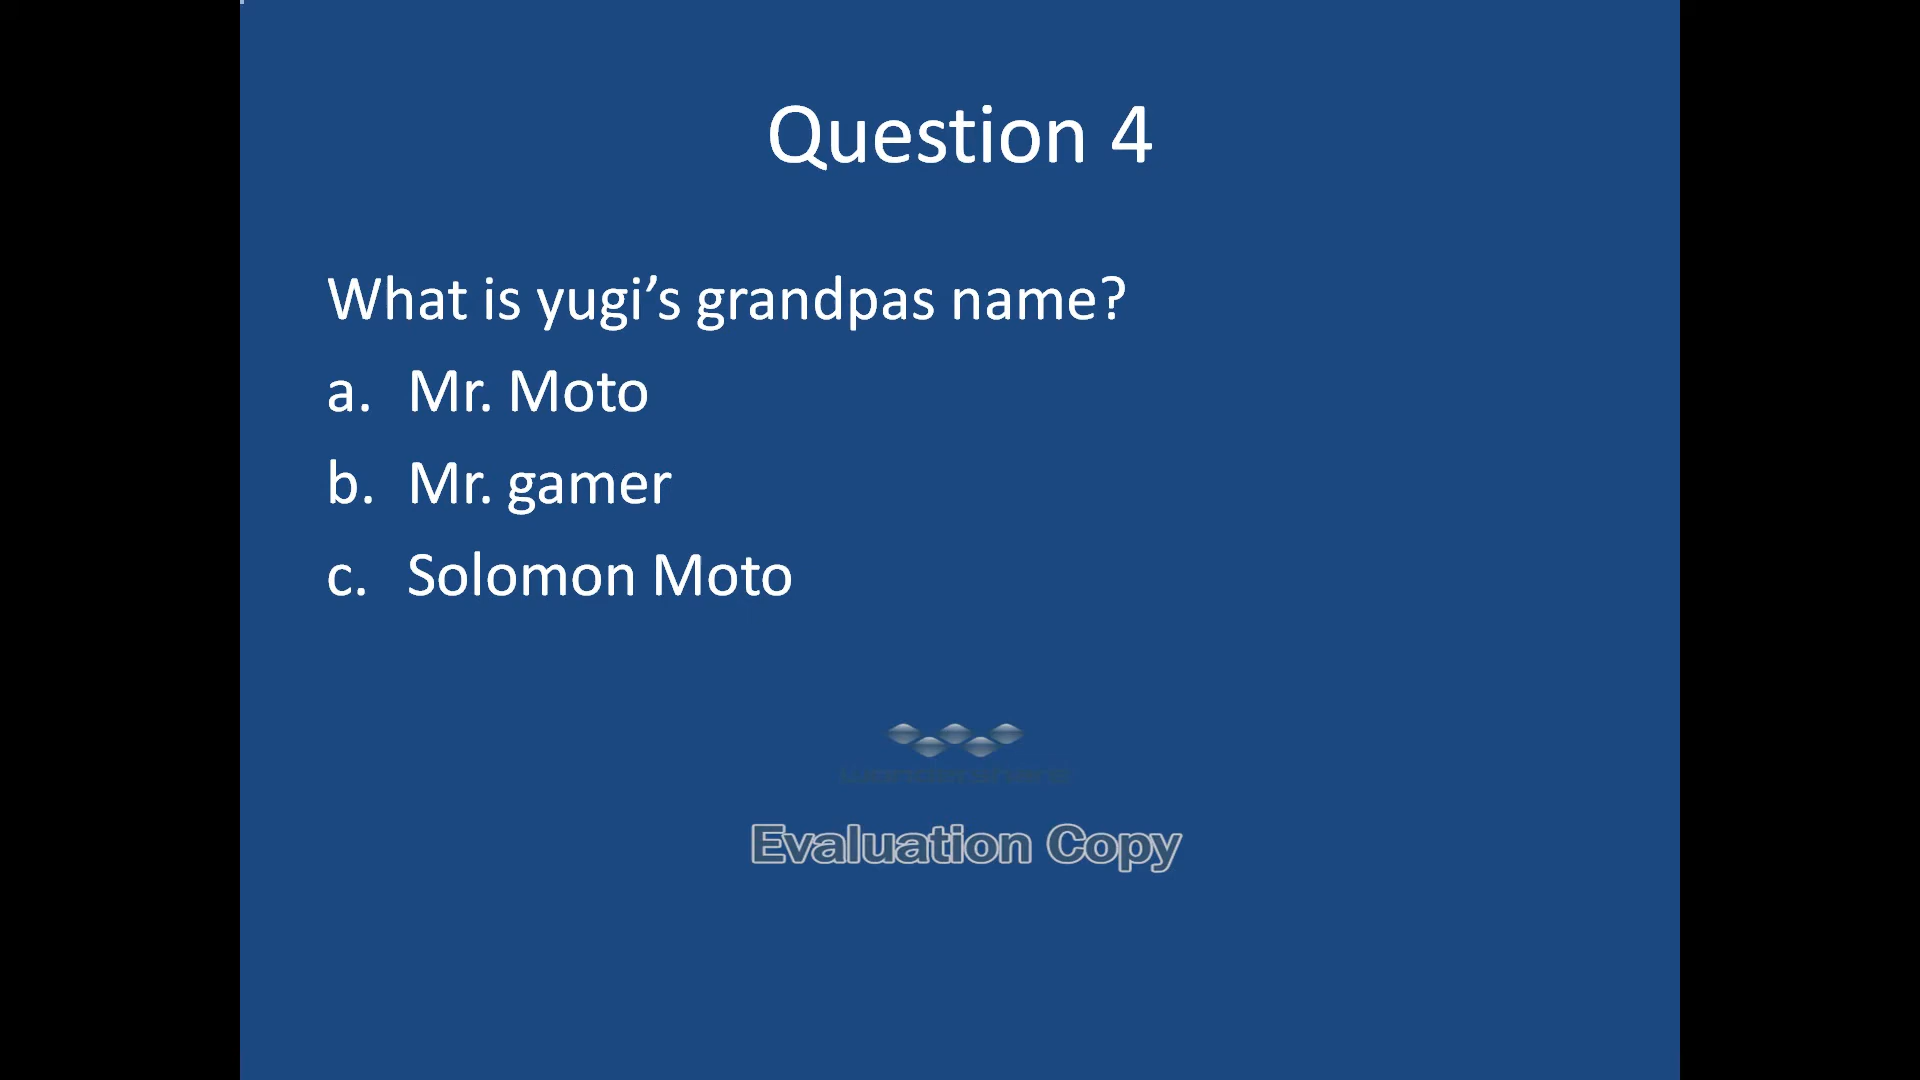 Question 4
What is yugi’s grandpas name?
a. Mr. Moto
b. Mr. gamer
c. Solomon Moto
Evaluation Copy